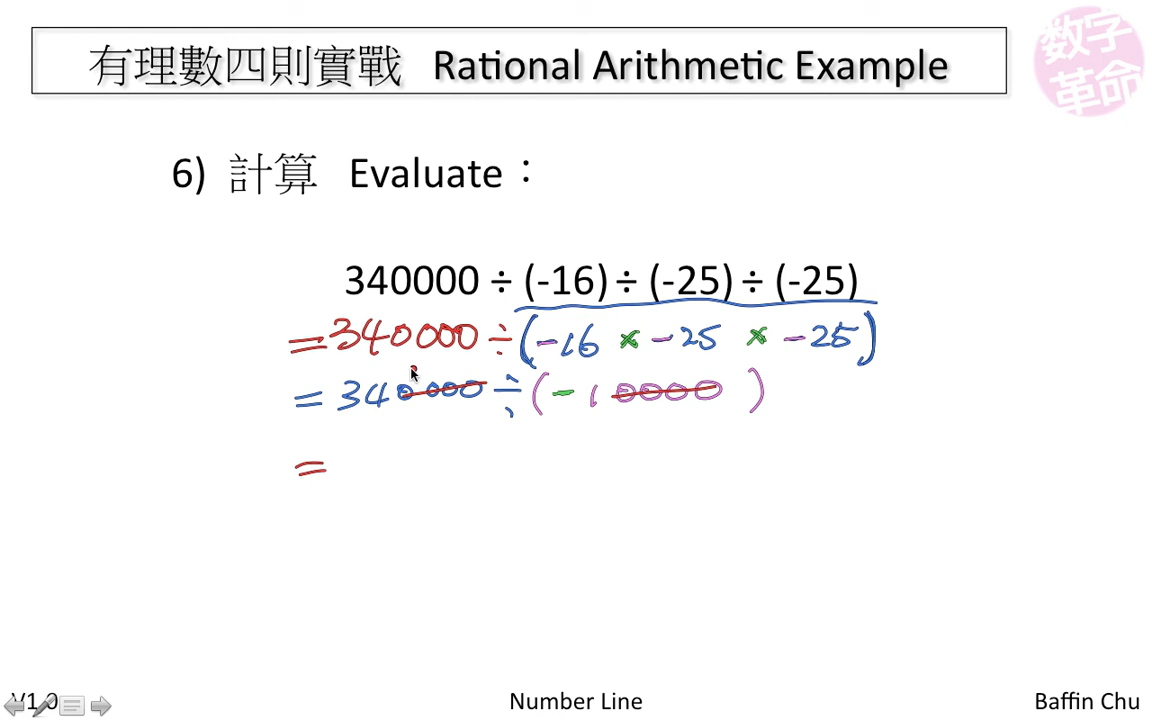 有理數四則實戰 Rational Arithmetic Example
数字
革命
6) 計算 Evaluate：
340000 ÷ (-16) ÷ (-25) ÷ (-25)
= 340000 ÷ (-16 × -25 × -25)
= 340000 ÷ (-10000)
=
V1.0
Number Line
Baffin Chu